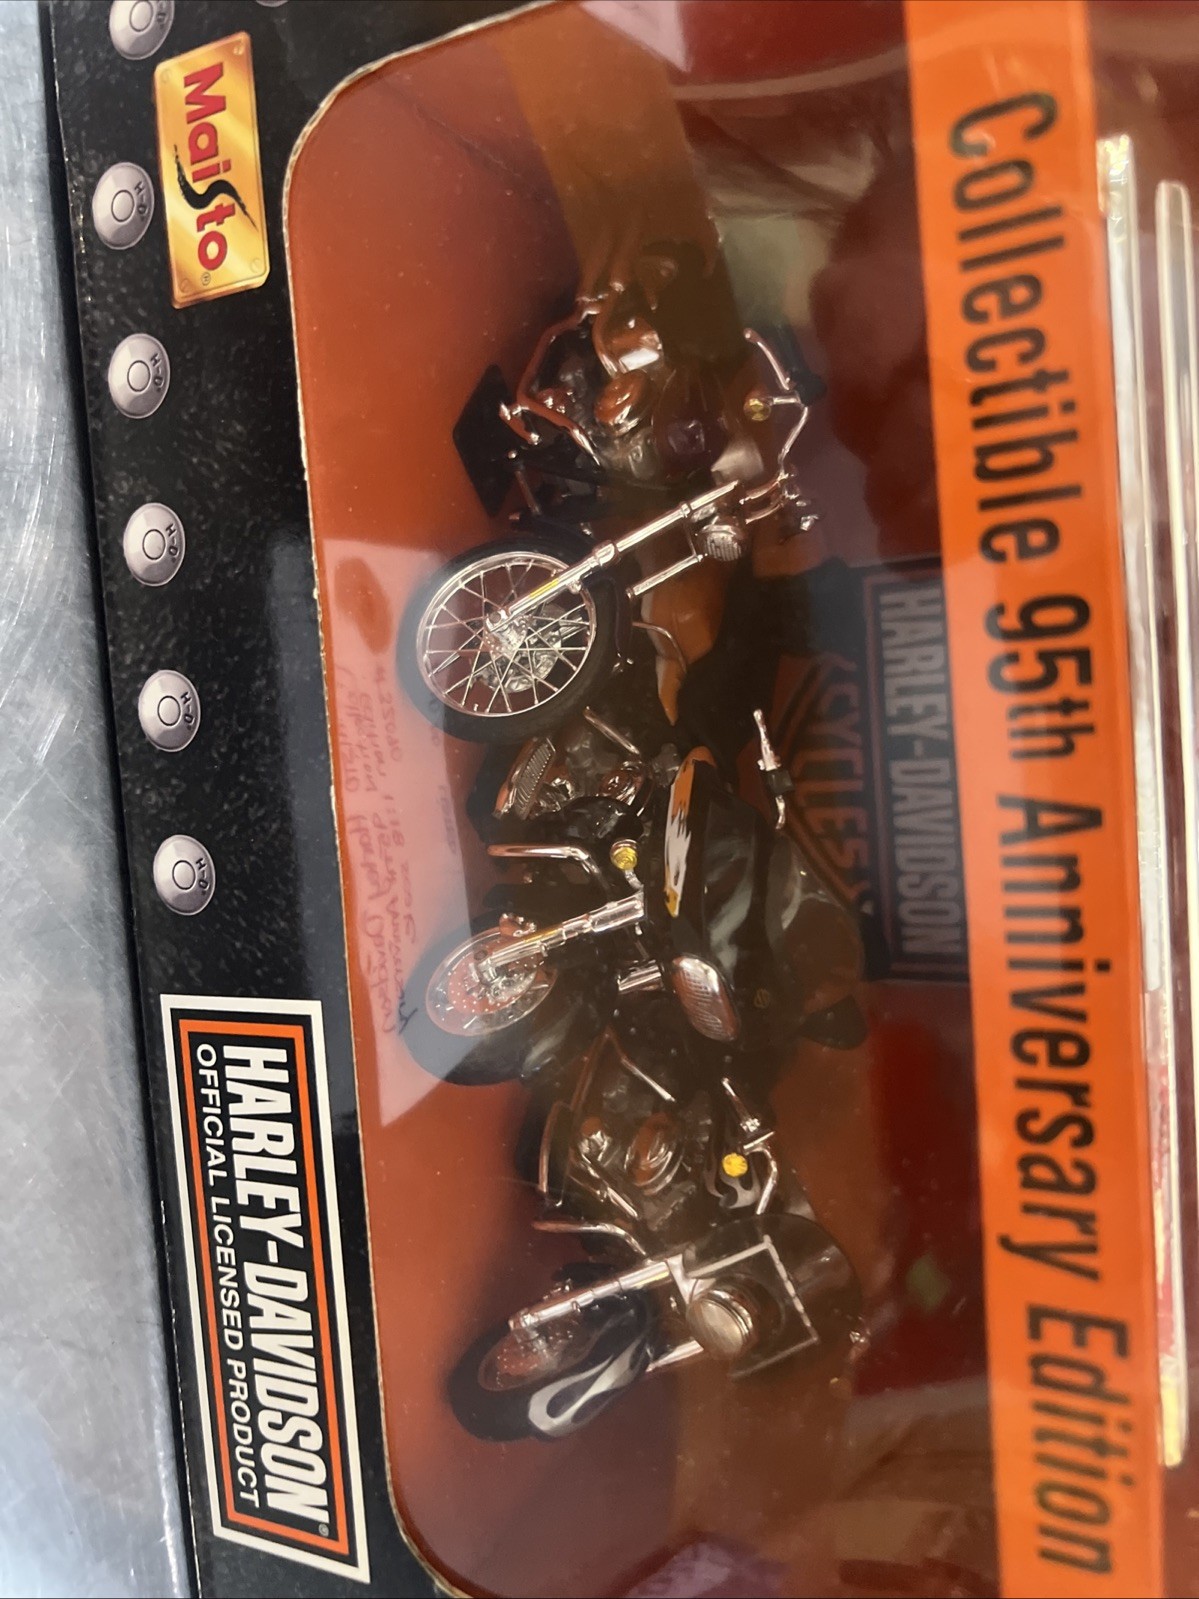 Collectible 95th Anniversary Edition
HARLEY-DAVIDSON
CYCLES
Maisto®
H-D
H-D
H-D
H-D
H-D
H-D
HARLEY-DAVIDSON®
OFFICIAL LICENSED PRODUCT